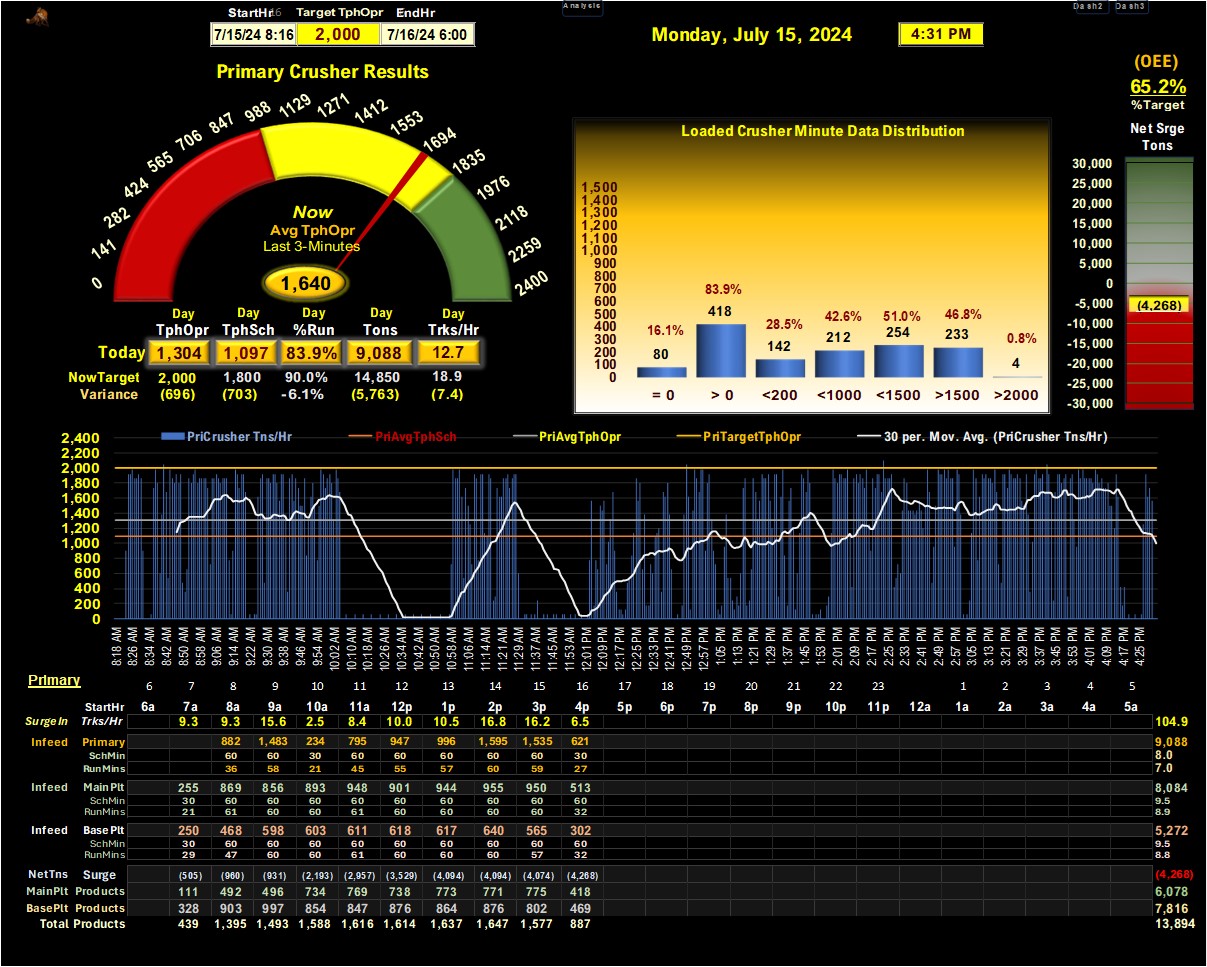 Analysis Dash2 Dash3
StartHr 16 Target TphOpr EndHr
7/15/24 8:16 2,000 7/16/24 6:00
Monday, July 15, 2024 4:31 PM
(OEE)
65.2%
%Target
Net Srge
Tons
30,000
25,000
20,000
15,000
10,000
5,000
0
-5,000
-10,000
-15,000
-20,000
-25,000
-30,000
(4,268)
Primary Crusher Results
0 141 282 424 565 706 847 988 1129 1271 1412 1553 1694 1835 1976 2118 2259 2400
Now
Avg TphOpr
Last 3-Minutes
1,640
Day Day Day Day Day
TphOpr TphSch %Run Tons Trks/Hr
Today 1,304 1,097 83.9% 9,088 12.7
NowTarget 2,000 1,800 90.0% 14,850 18.9
Variance (696) (703) -6.1% (5,763) (7.4)
Loaded Crusher Minute Data Distribution
1,500
1,400
1,300
1,200
1,100
1,000
900
800
700
600
500
400
300
200
100
0
16.1% 83.9% 28.5% 42.6% 51.0% 46.8% 0.8%
80 418 142 212 254 233 4
= 0 > 0 <200 <1000 <1500 >1500 >2000
PriCrusher Tns/Hr PriAvgTphSch PriAvgTphOpr PriTargetTphOpr 30 per. Mov. Avg. (PriCrusher Tns/Hr)
2,400
2,200
2,000
1,800
1,600
1,400
1,200
1,000
800
600
400
200
0
8:18 AM 8:26 AM 8:34 AM 8:42 AM 8:50 AM 8:58 AM 9:06 AM 9:14 AM 9:22 AM 9:30 AM 9:38 AM 9:46 AM 9:54 AM 10:02 AM 10:10 AM 10:18 AM 10:26 AM 10:34 AM 10:42 AM 10:50 AM 10:58 AM 11:06 AM 11:14 AM 11:21 AM 11:29 AM 11:37 AM 11:45 AM 11:53 AM 12:01 PM 12:09 PM 12:17 PM 12:25 PM 12:33 PM 12:41 PM 12:49 PM 12:57 PM 1:05 PM 1:13 PM 1:21 PM 1:29 PM 1:37 PM 1:45 PM 1:53 PM 2:01 PM 2:09 PM 2:17 PM 2:25 PM 2:33 PM 2:41 PM 2:49 PM 2:57 PM 3:05 PM 3:13 PM 3:21 PM 3:29 PM 3:37 PM 3:45 PM 3:53 PM 4:01 PM 4:09 PM 4:17 PM 4:25 PM
Primary 6 7 8 9 10 11 12 13 14 15 16 17 18 19 20 21 22 23 1 2 3 4 5
StartHr 6a 7a 8a 9a 10a 11a 12p 1p 2p 3p 4p 5p 6p 7p 8p 9p 10p 11p 12a 1a 2a 3a 4a 5a
SurgeIn Trks/Hr 9.3 9.3 15.6 2.5 8.4 10.0 10.5 16.8 16.2 6.5 104.9
Infeed Primary 882 1,483 234 795 947 996 1,595 1,535 621 9,088
SchMin 60 60 30 60 60 60 60 60 30 8.0
RunMins 36 58 21 45 55 57 60 59 27 7.0
Infeed MainPlt 255 869 856 893 948 901 944 955 950 513 8,084
SchMin 30 60 60 60 60 60 60 60 60 60 9.5
RunMins 21 61 60 60 61 60 60 60 60 32 8.9
Infeed BasePlt 250 468 598 603 611 618 617 640 565 302 5,272
SchMin 30 60 60 60 60 60 60 60 60 60 9.5
RunMins 29 47 60 60 61 60 60 60 57 32 8.8
NetTns Surge (505) (960) (931) (2,193) (2,957) (3,529) (4,094) (4,094) (4,074) (4,268) (4,268)
MainPlt Products 111 492 496 734 769 738 773 771 775 418 6,078
BasePlt Products 328 903 997 854 847 876 864 876 802 469 7,816
Total Products 439 1,395 1,493 1,588 1,616 1,614 1,637 1,647 1,577 887 13,894